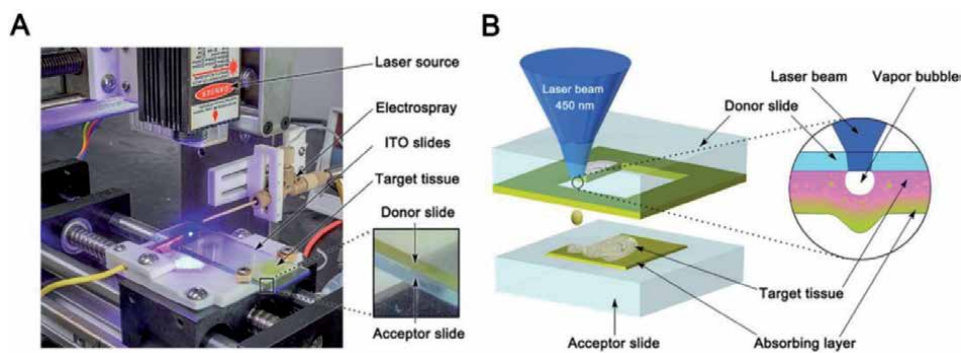 A
Laser source
Electrospray
ITO slides
Target tissue
Donor slide
Acceptor slide
DANGER
B
Laser beam
450 nm
Laser beam
Vapor bubbles
Donor slide
Target tissue
Absorbing layer
Acceptor slide